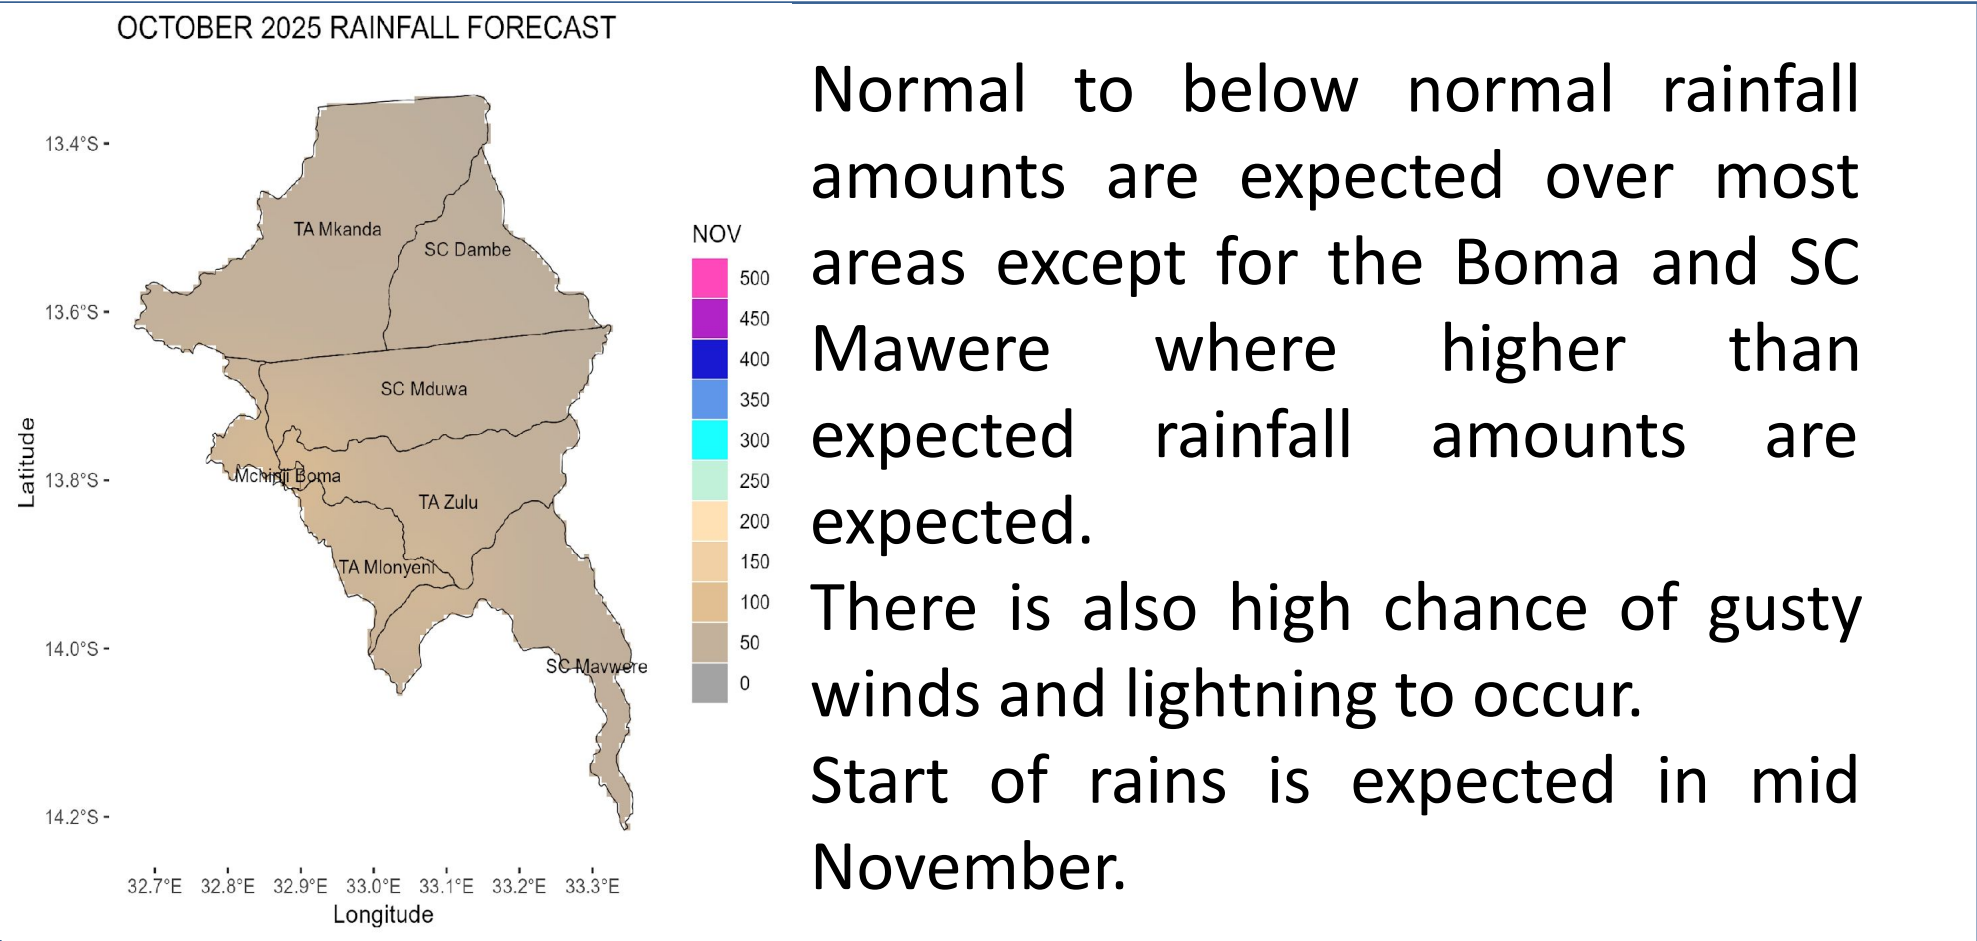 OCTOBER 2025 RAINFALL FORECAST
13.4°S
13.6°S
13.8°S
14.0°S
14.2°S
Latitude
TA Mkanda
SC Dambe
SC Mduwa
Mchinji Boma
TA Zulu
TA Mlonyeni
SC Mavwere
32.7°E 32.8°E 32.9°E 33.0°E 33.1°E 33.2°E 33.3°E
Longitude
NOV
500
450
400
350
300
250
200
150
100
50
0
Normal to below normal rainfall
amounts are expected over most
areas except for the Boma and SC
Mawere where higher than
expected rainfall amounts are
expected.
There is also high chance of gusty
winds and lightning to occur.
Start of rains is expected in mid
November.